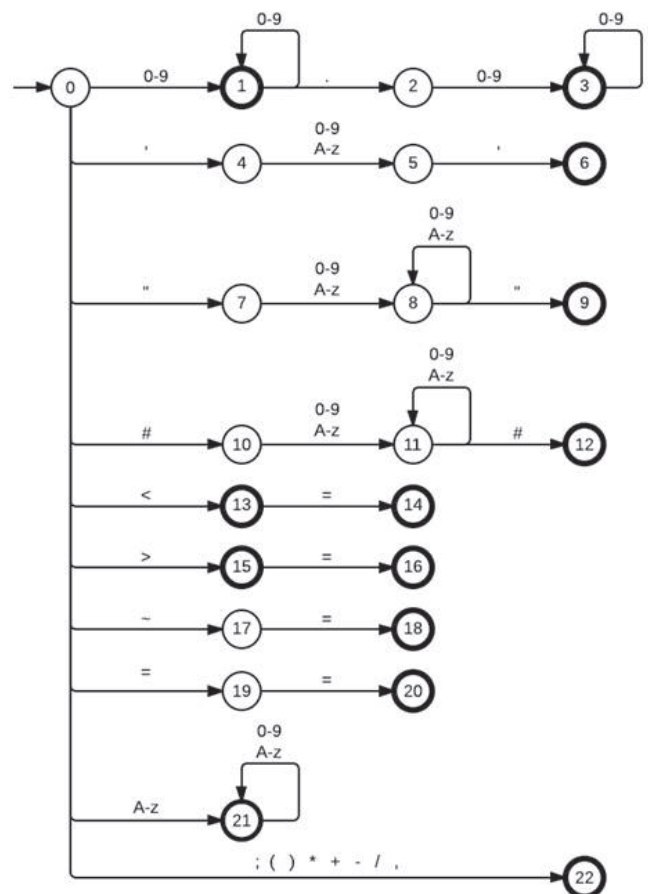 0-9 0-9
0 0-9 1 . 2 0-9 3
0-9
A-z
' 4 5 ' 6
0-9
A-z
0-9
A-z
" 7 8 " 9
0-9
A-z
0-9
A-z
# 10 11 # 12
< 13 = 14
> 15 = 16
~ 17 = 18
= 19 = 20
0-9
A-z
A-z 21
; ( ) * + - / , 22